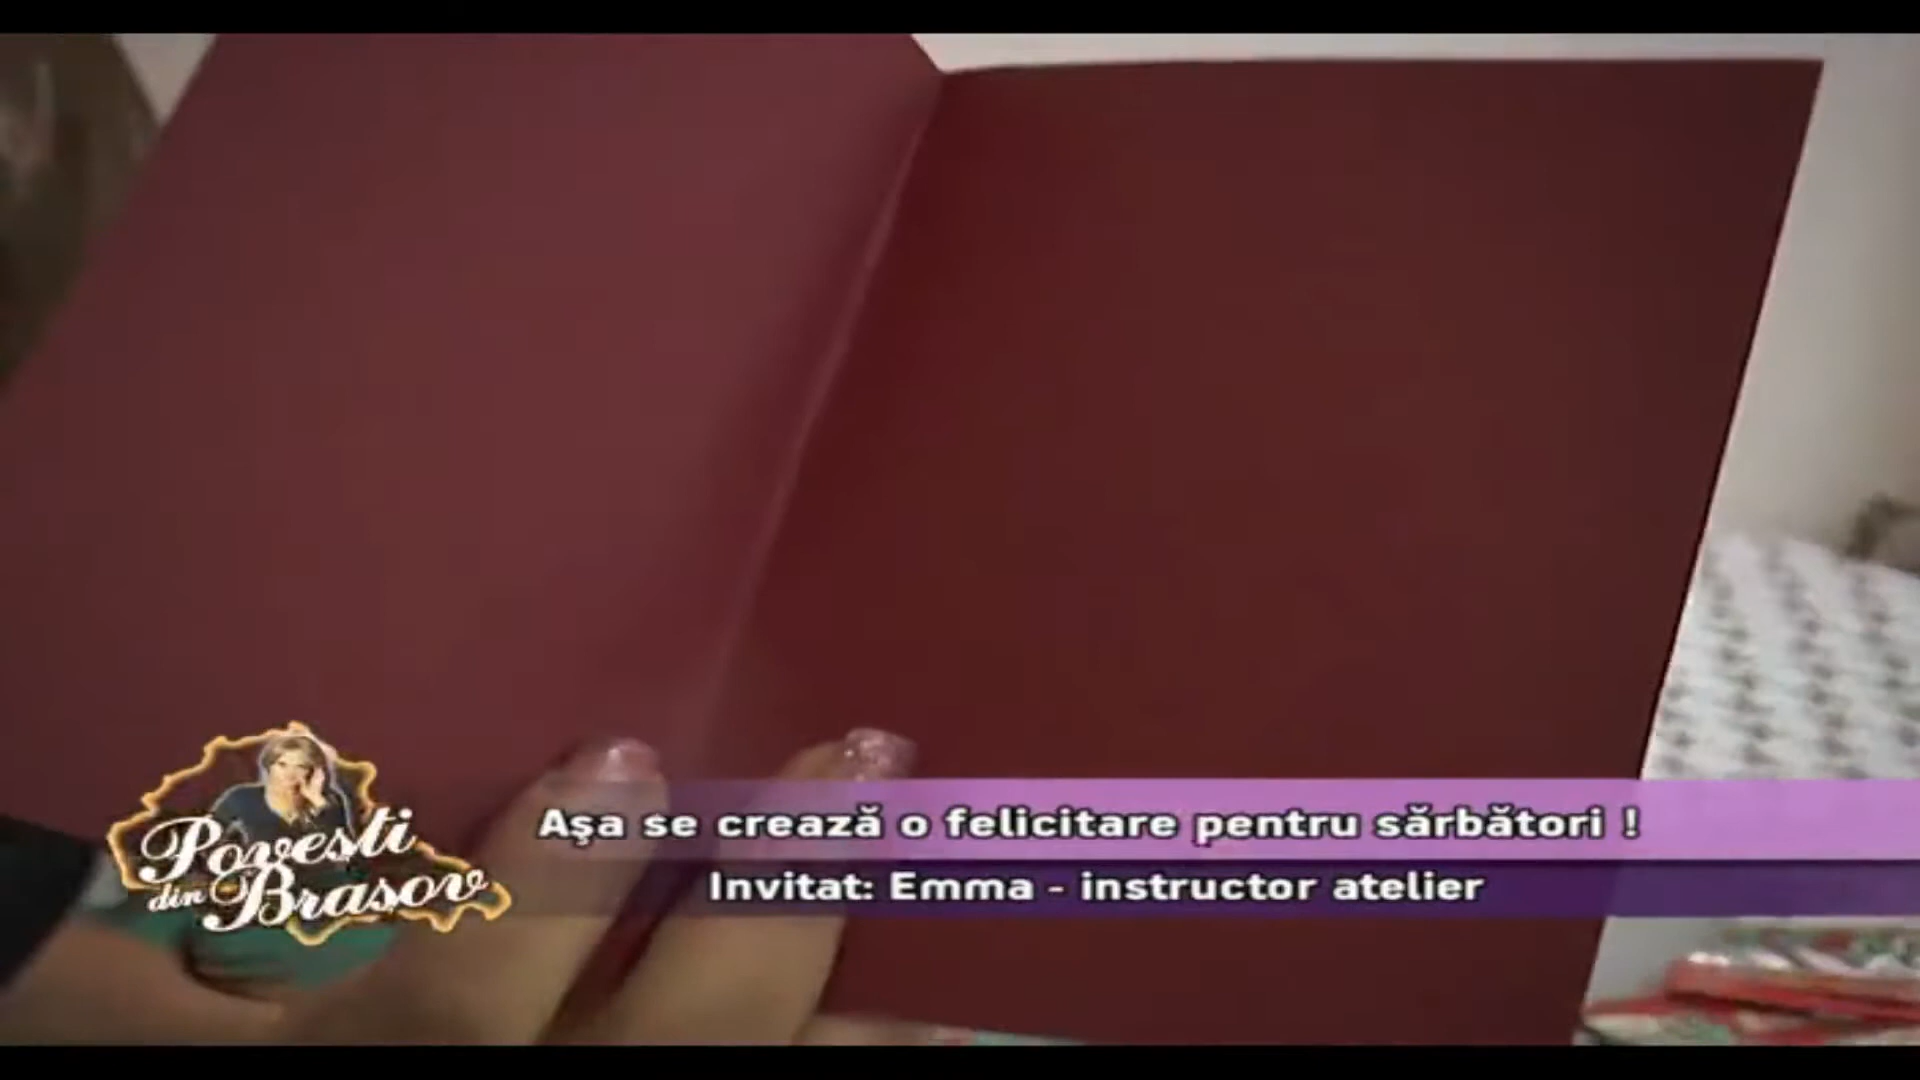 Aşa se crează o felicitare pentru sărbători !
Invitat: Emma - instructor atelier
Povesti
din Brasov